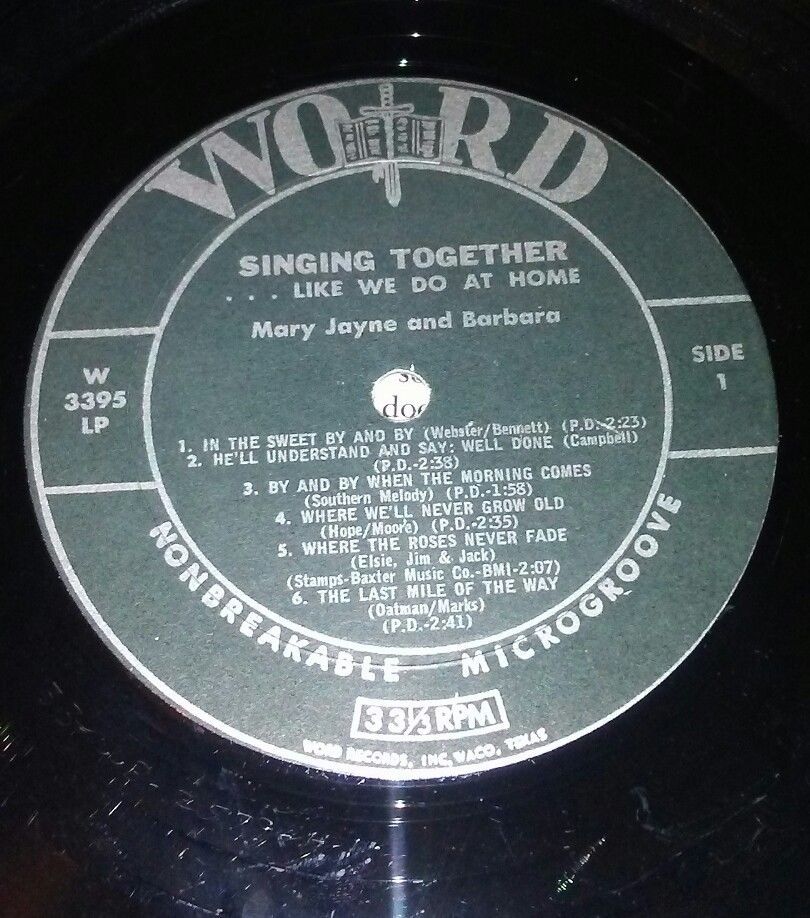 WORD
SINGING TOGETHER
. . . LIKE WE DO AT HOME
Mary Jayne and Barbara
W
3395
LP
SIDE
1
1. IN THE SWEET BY AND BY (Webster/Bennett) (P.D.-2:23)
2. HE'LL UNDERSTAND AND SAY: WELL DONE (Campbell)
(P.D.-2:38)
3. BY AND BY WHEN THE MORNING COMES
(Southern Melody) (P.D.-1:58)
4. WHERE WE'LL NEVER GROW OLD
(Hope/Moore) (P.D.-2:35)
5. WHERE THE ROSES NEVER FADE
(Elsie, Jim & Jack)
(Stamps-Baxter Music Co.-BMI-2:07)
6. THE LAST MILE OF THE WAY
(Oatman/Marks)
(P.D.-2:41)
NONBREAKABLE MICROGROOVE
33⅓ RPM
WORD RECORDS, INC, WACO, TEXAS